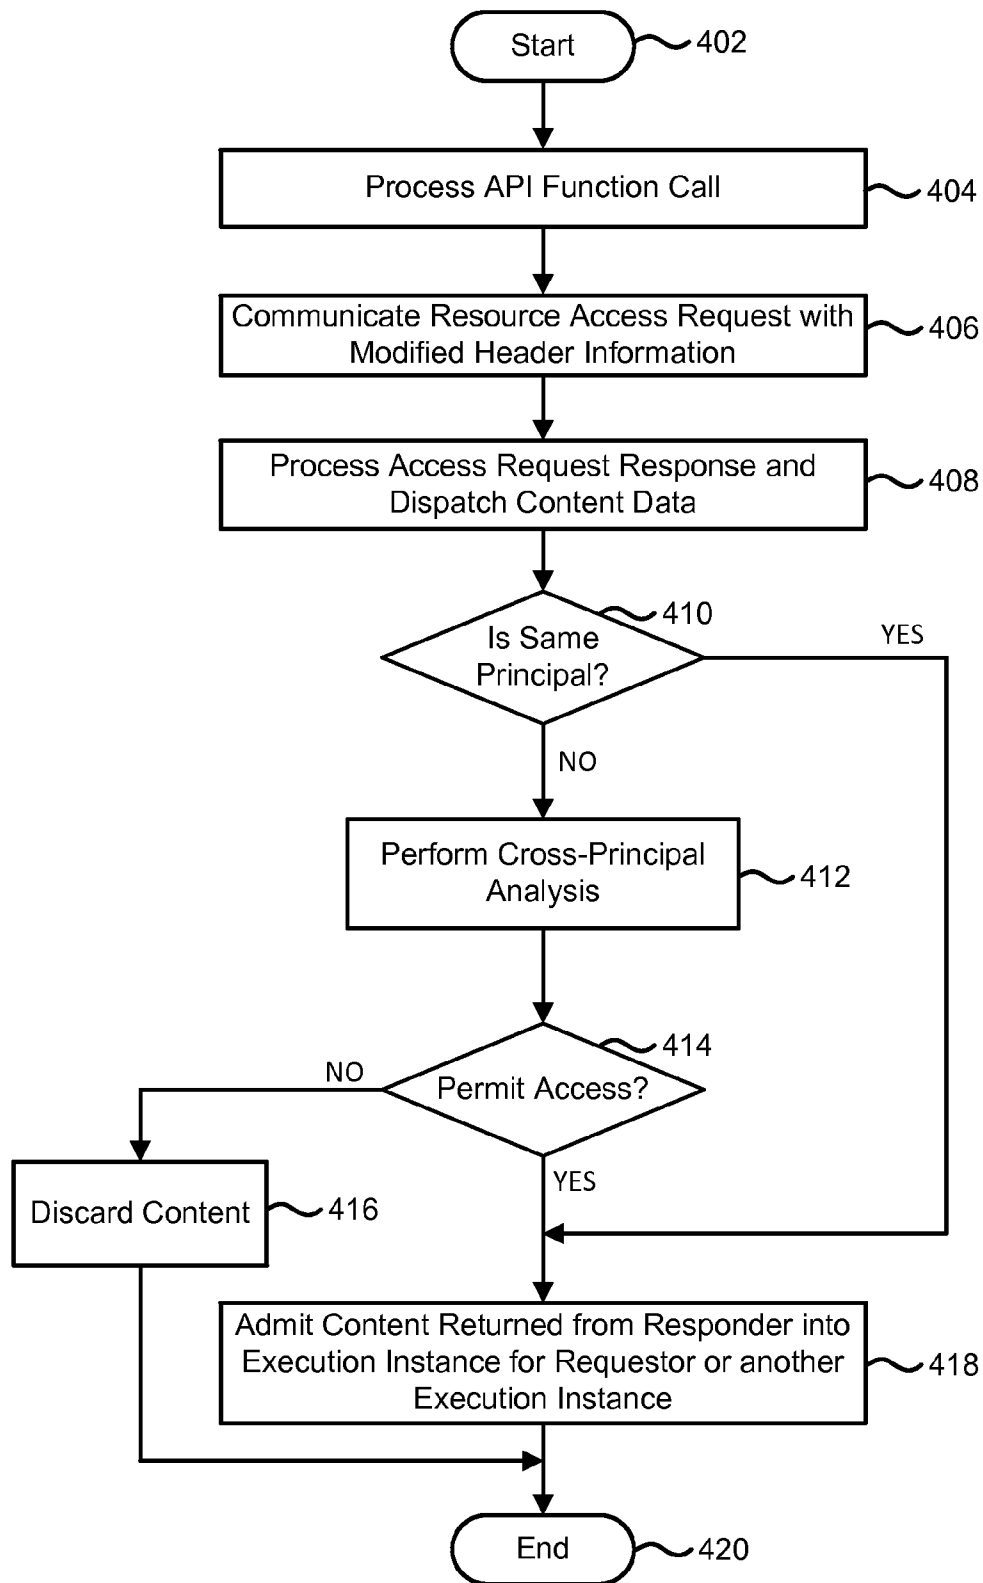 Start
402
Process API Function Call
404
Communicate Resource Access Request with
Modified Header Information
406
Process Access Request Response and
Dispatch Content Data
408
410
Is Same
Principal?
YES
NO
Perform Cross-Principal
Analysis
412
414
NO
Permit Access?
YES
Discard Content
416
Admit Content Returned from Responder into
Execution Instance for Requestor or another
Execution Instance
418
End
420